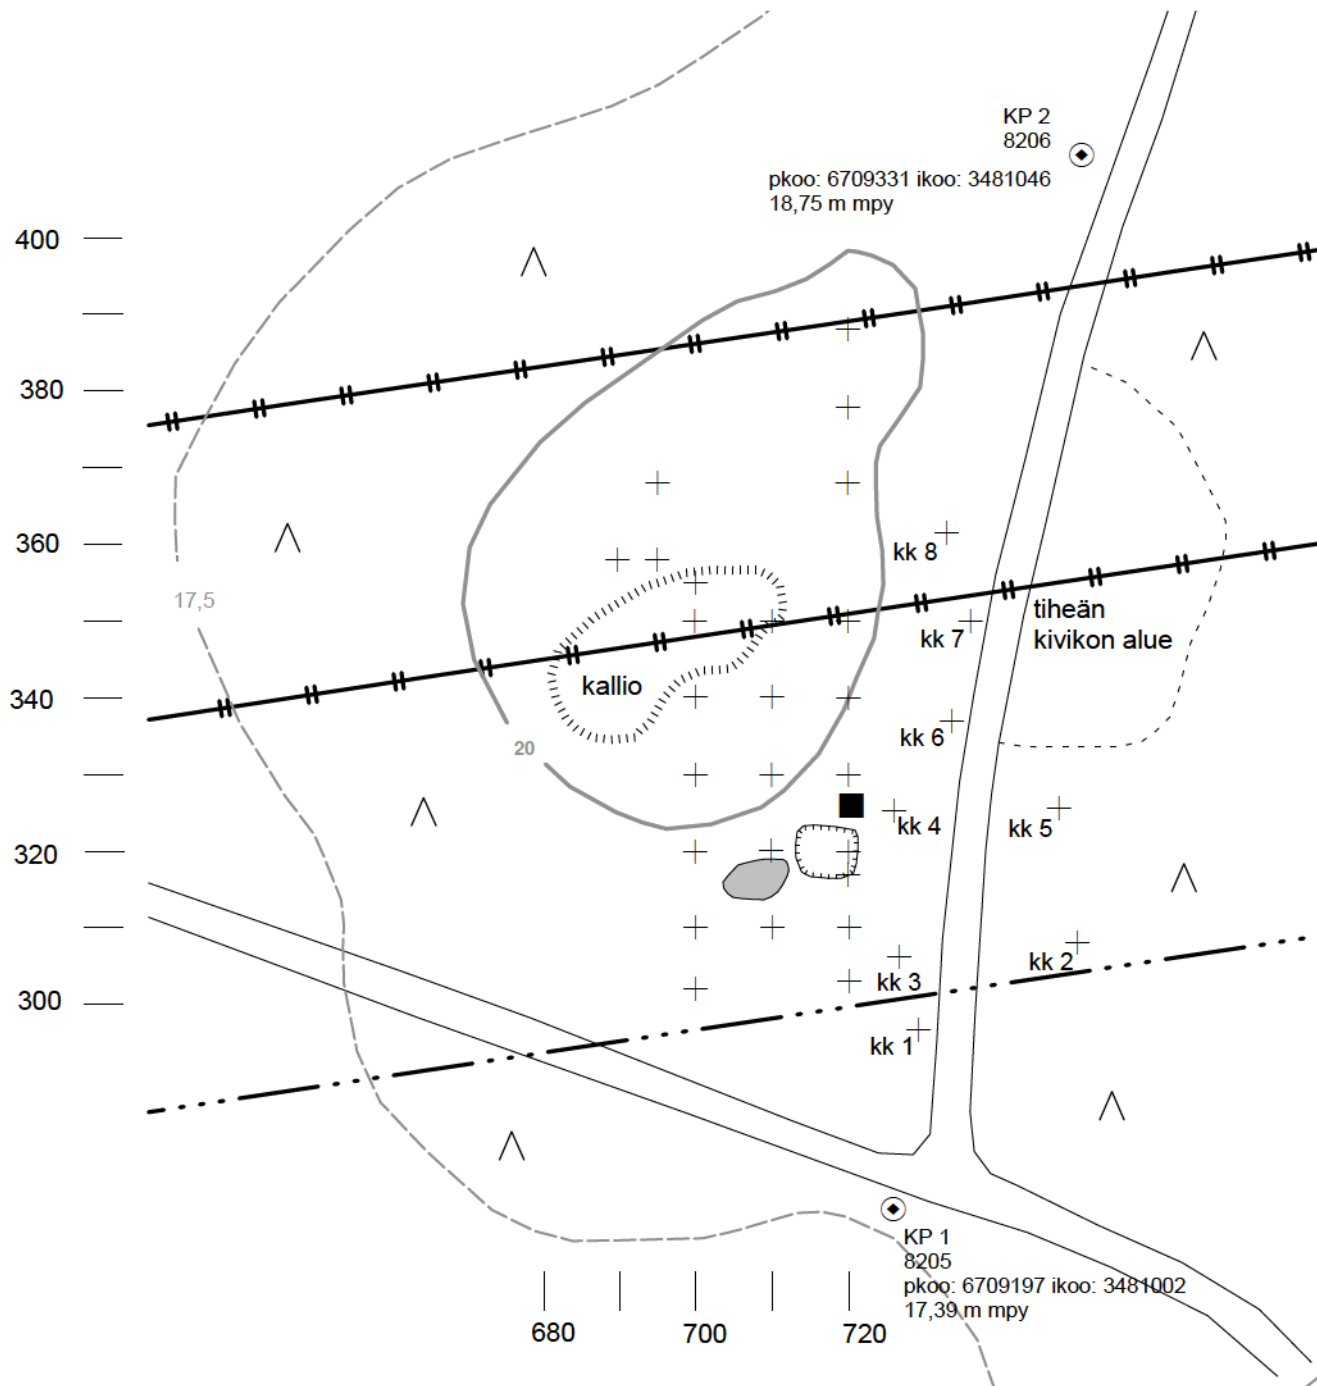 KP 2
8206
pkoo: 6709331 ikoo: 3481046
18,75 m mpy
400
380
360
kk 8
17,5
tiheän
kivikon alue
kk 7
kallio
340
kk 6
20
kk 4
kk 5
320
kk 2
kk 3
300
kk 1
KP 1
8205
pkoo: 6709197 ikoo: 3481002
17,39 m mpy
680
700
720